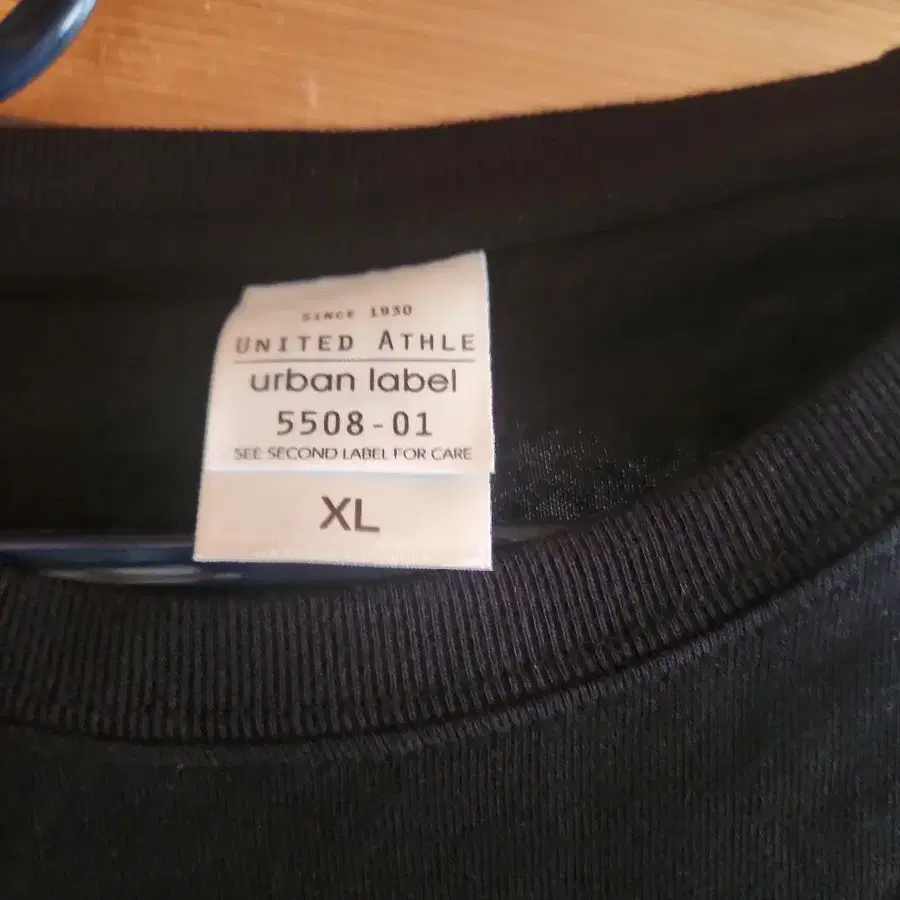 SINCE 1930
UNITED ATHLE
urban label
5508-01
SEE SECOND LABEL FOR CARE
XL